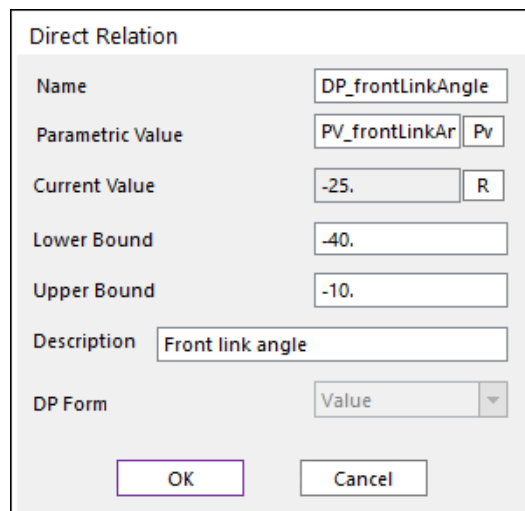 Direct Relation
Name DP_frontLinkAngle
Parametric Value PV_frontLinkAr Pv
Current Value -25. R
Lower Bound -40.
Upper Bound -10.
Description Front link angle
DP Form Value
OK Cancel